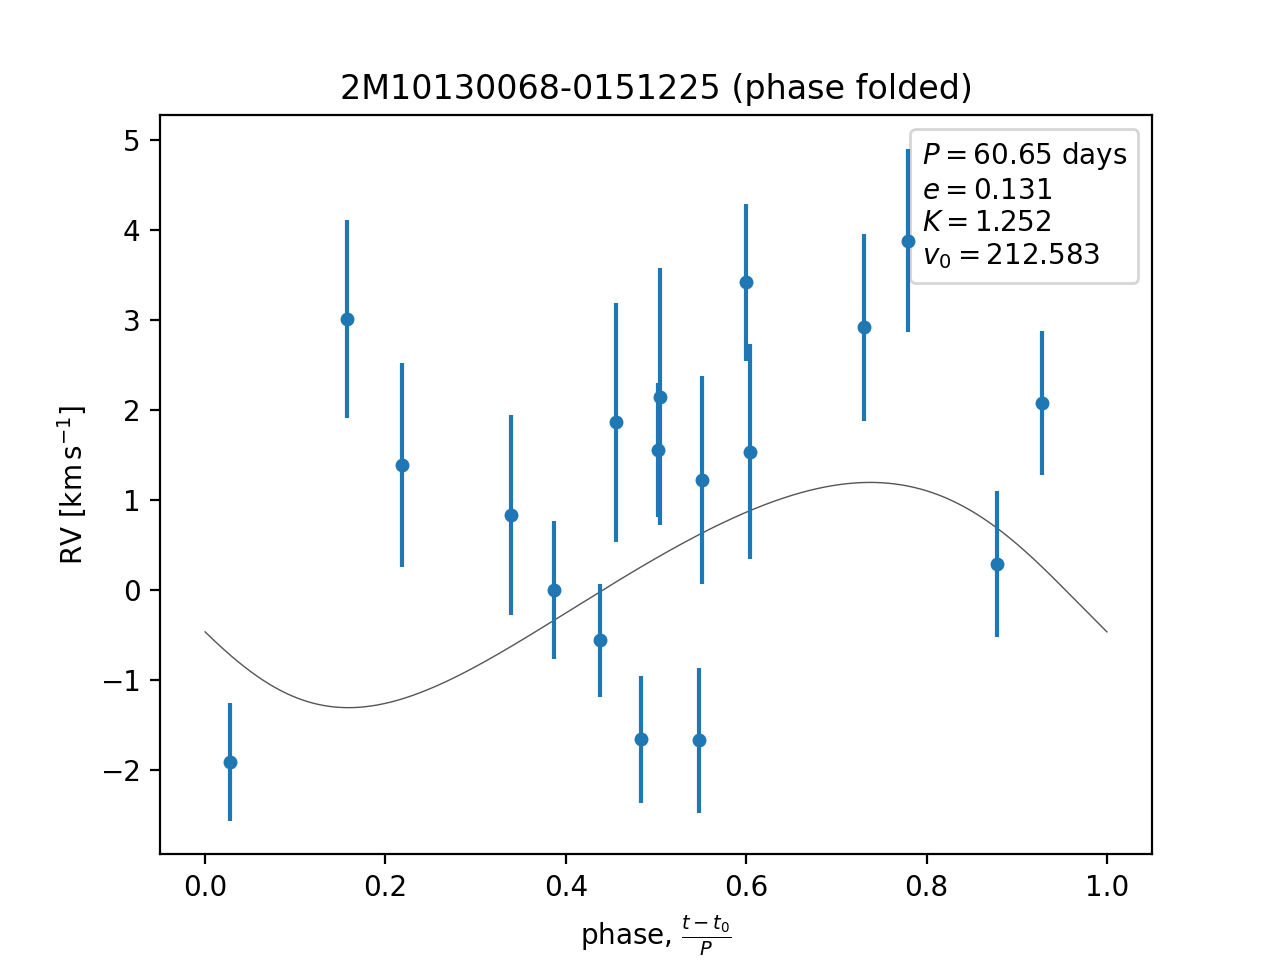 2M10130068-0151225 (phase folded)
P = 60.65 days
e = 0.131
K = 1.252
v₀ = 212.583
5
4
3
2
1
0
−1
−2
RV [km s⁻¹]
0.0 0.2 0.4 0.6 0.8 1.0
phase, (t − t₀)/P